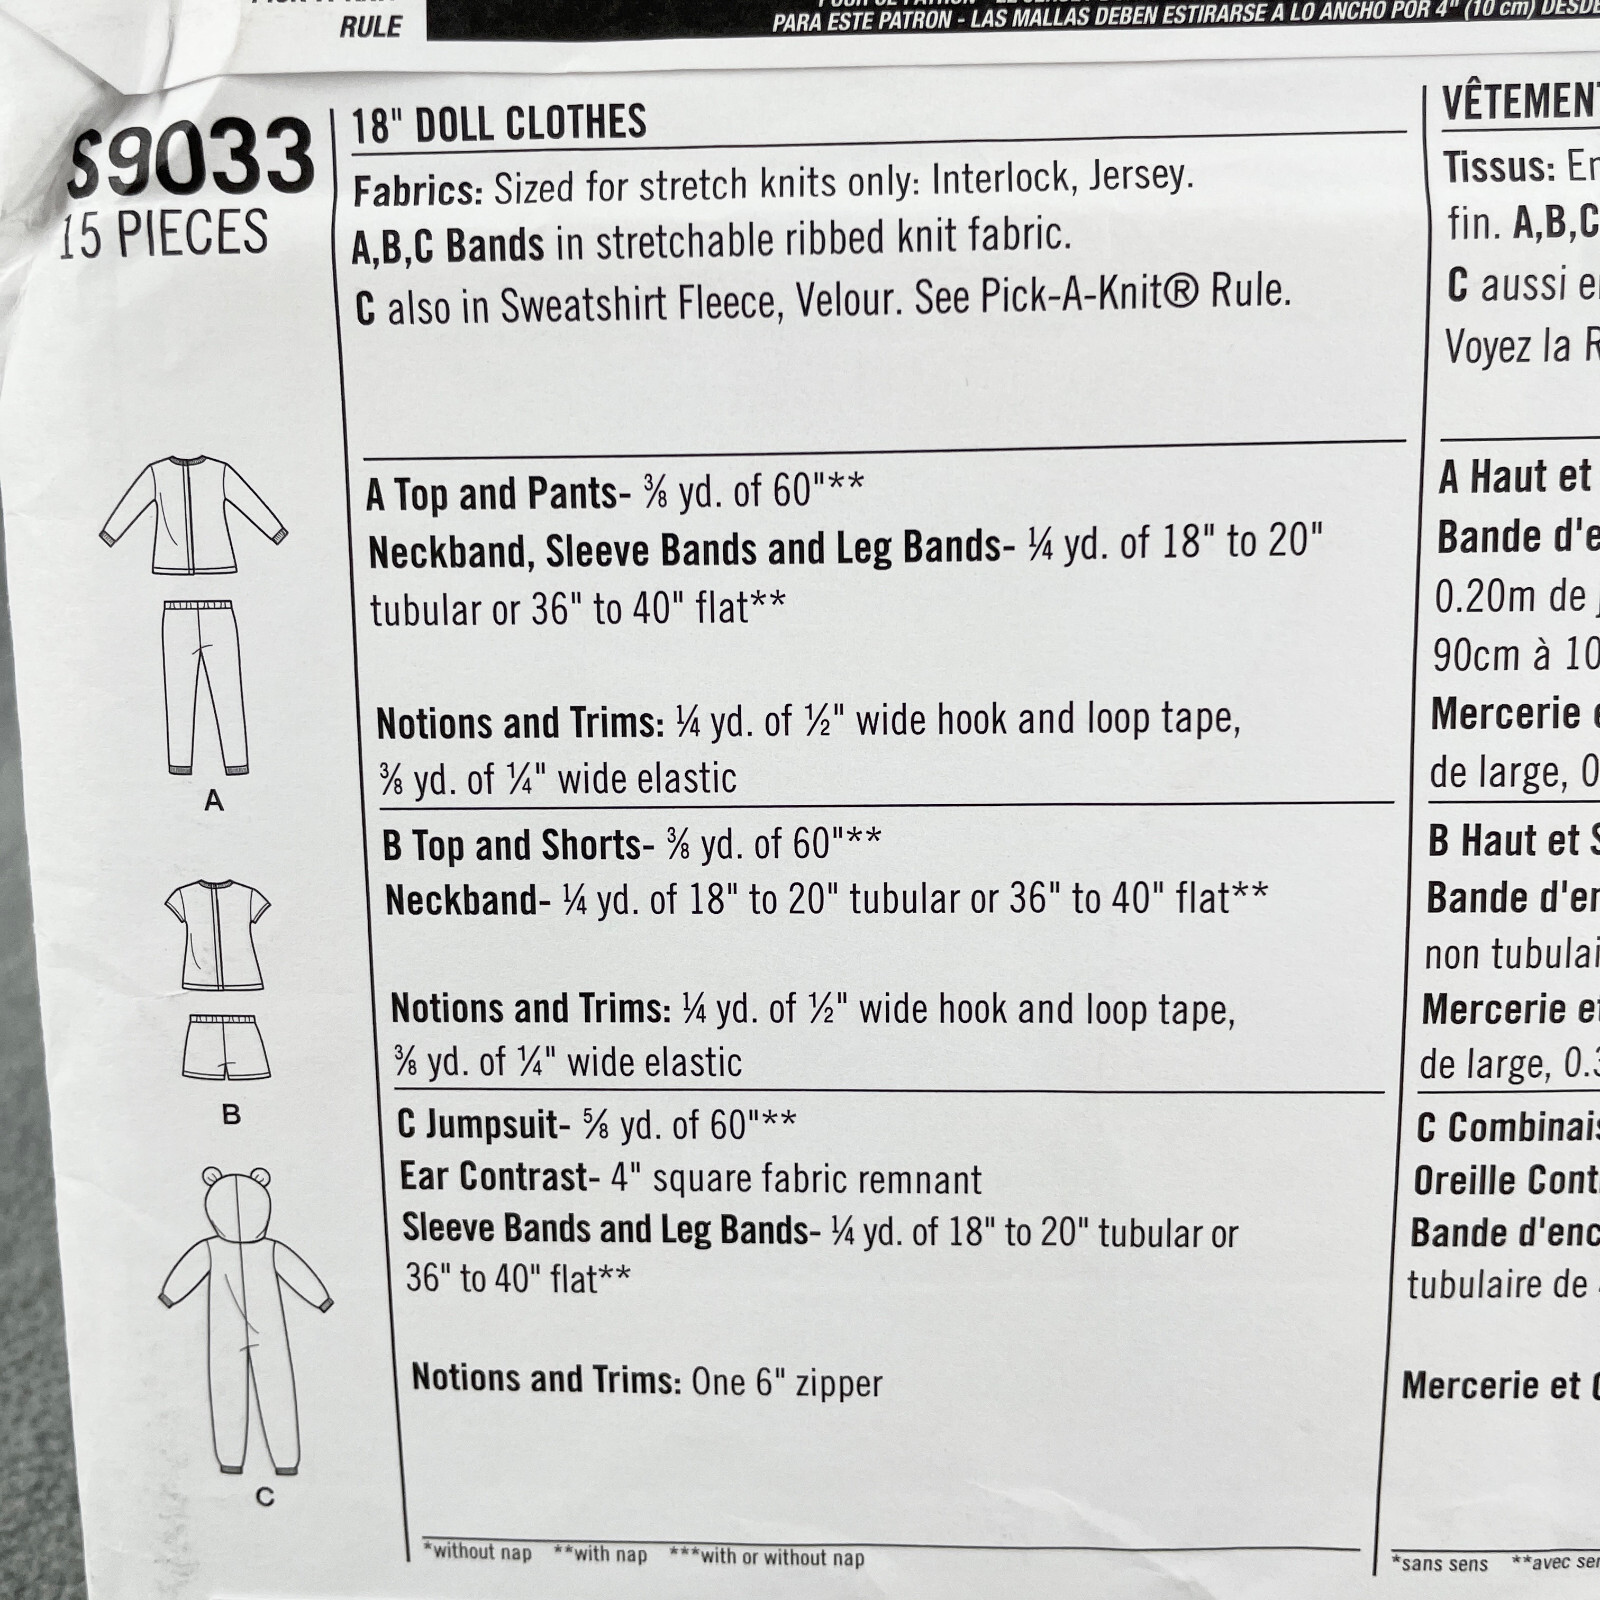 RULE
PARA ESTE PATRON - LAS MALLAS DEBEN ESTIRARSE A LO ANCHO POR 4" (10 cm)
S9033
15 PIECES
18" DOLL CLOTHES
Fabrics: Sized for stretch knits only: Interlock, Jersey.
A,B,C Bands in stretchable ribbed knit fabric.
C also in Sweatshirt Fleece, Velour. See Pick-A-Knit® Rule.
A Top and Pants- ⅜ yd. of 60"**
Neckband, Sleeve Bands and Leg Bands- ¼ yd. of 18" to 20"
tubular or 36" to 40" flat**
Notions and Trims: ¼ yd. of ½" wide hook and loop tape,
⅜ yd. of ¼" wide elastic
A
B Top and Shorts- ⅜ yd. of 60"**
Neckband- ¼ yd. of 18" to 20" tubular or 36" to 40" flat**
Notions and Trims: ¼ yd. of ½" wide hook and loop tape,
⅜ yd. of ¼" wide elastic
B
C Jumpsuit- ⅝ yd. of 60"**
Ear Contrast- 4" square fabric remnant
Sleeve Bands and Leg Bands- ¼ yd. of 18" to 20" tubular or
36" to 40" flat**
Notions and Trims: One 6" zipper
C
*without nap **with nap ***with or without nap
Tissus:
fin. A,B,C
C aussi
Voyez la
A Haut et
Bande
0.20m de
90cm à
Mercerie
de large,
B Haut et
Bande
non
Mercerie
de large,
C
Oreille
Bande
tubulaire de
Mercerie et
*sans sens **avec